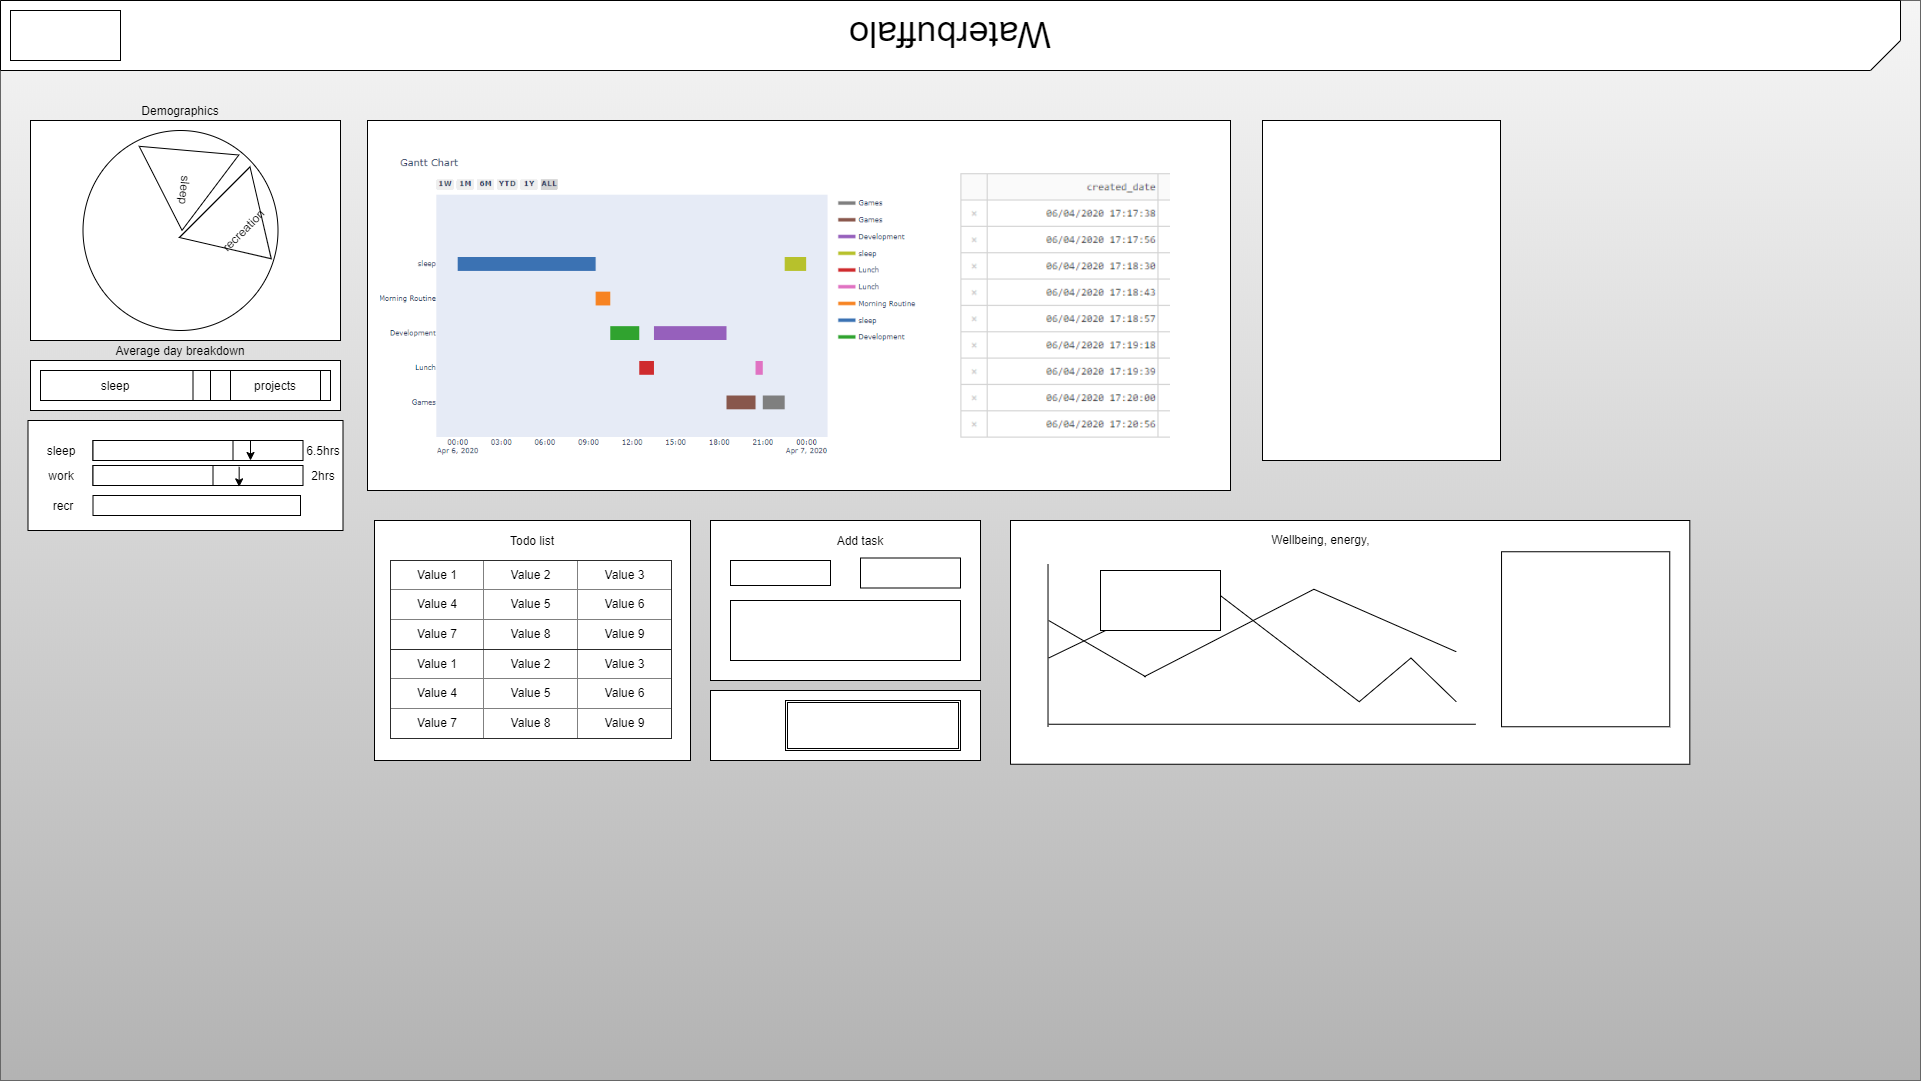 Waterbuffalo
Demographics
sleep
recreation
Average day breakdown
sleep projects
sleep 6.5hrs
work 2hrs
recr
Gantt Chart
1W 1M 6M YTD 1Y ALL
sleep
Morning Routine
Development
Lunch
Games
00:00 03:00 06:00 09:00 12:00 15:00 18:00 21:00 00:00
Apr 6, 2020 Apr 7, 2020
Games
Games
Development
sleep
Lunch
Lunch
Morning Routine
sleep
Development
created_date
× 06/04/2020 17:17:38
× 06/04/2020 17:17:56
× 06/04/2020 17:18:30
× 06/04/2020 17:18:43
× 06/04/2020 17:18:57
× 06/04/2020 17:19:18
× 06/04/2020 17:19:39
× 06/04/2020 17:20:00
× 06/04/2020 17:20:56
Todo list
Value 1 Value 2 Value 3
Value 4 Value 5 Value 6
Value 7 Value 8 Value 9
Value 1 Value 2 Value 3
Value 4 Value 5 Value 6
Value 7 Value 8 Value 9
Add task
Wellbeing, energy,